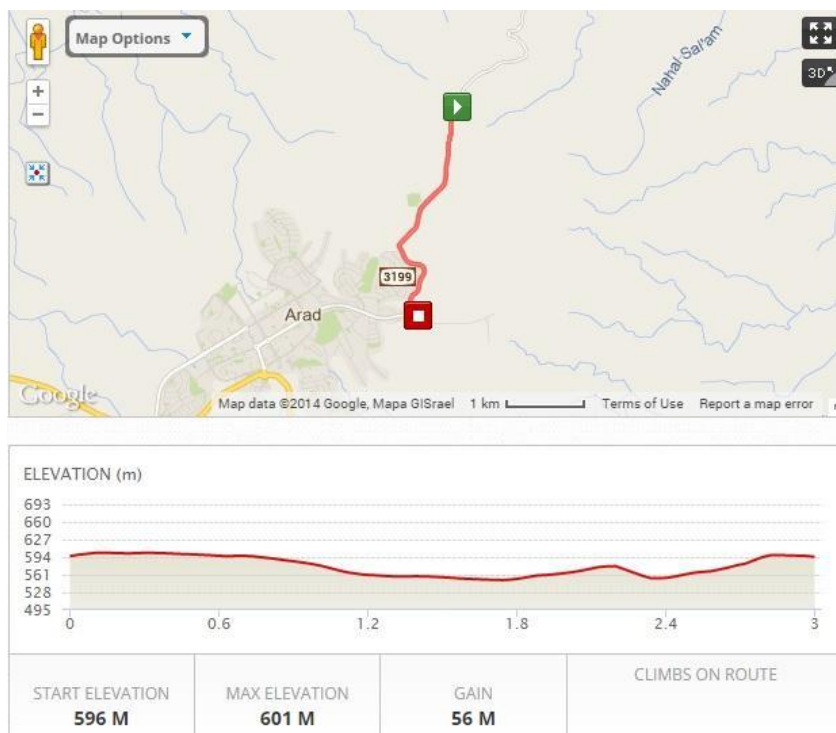 Map Options
3D
Nahal Sal'am
3199
Arad
Google
Map data ©2014 Google, Mapa GISrael 1 km Terms of Use Report a map error
ELEVATION (m)
693
660
627
594
561
528
495
0 0.6 1.2 1.8 2.4 3
CLIMBS ON ROUTE
START ELEVATION MAX ELEVATION GAIN
596 M 601 M 56 M